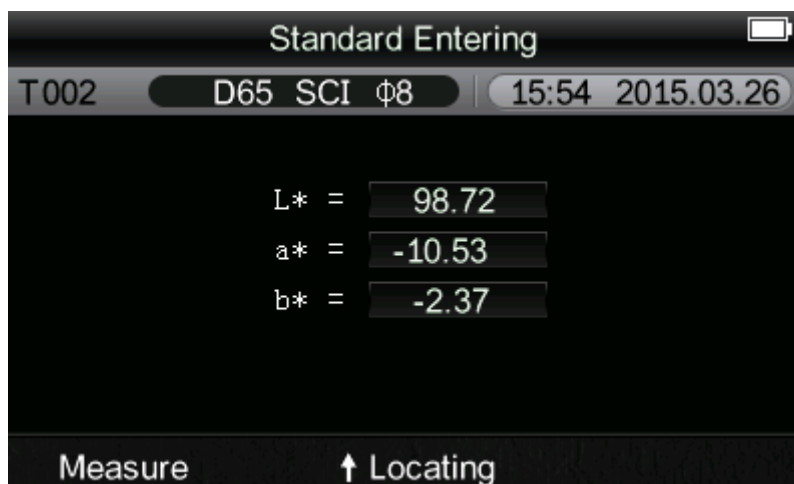 Standard Entering
T002 D65 SCI Φ8 15:54 2015.03.26
L* = 98.72
a* = -10.53
b* = -2.37
Measure ↑ Locating